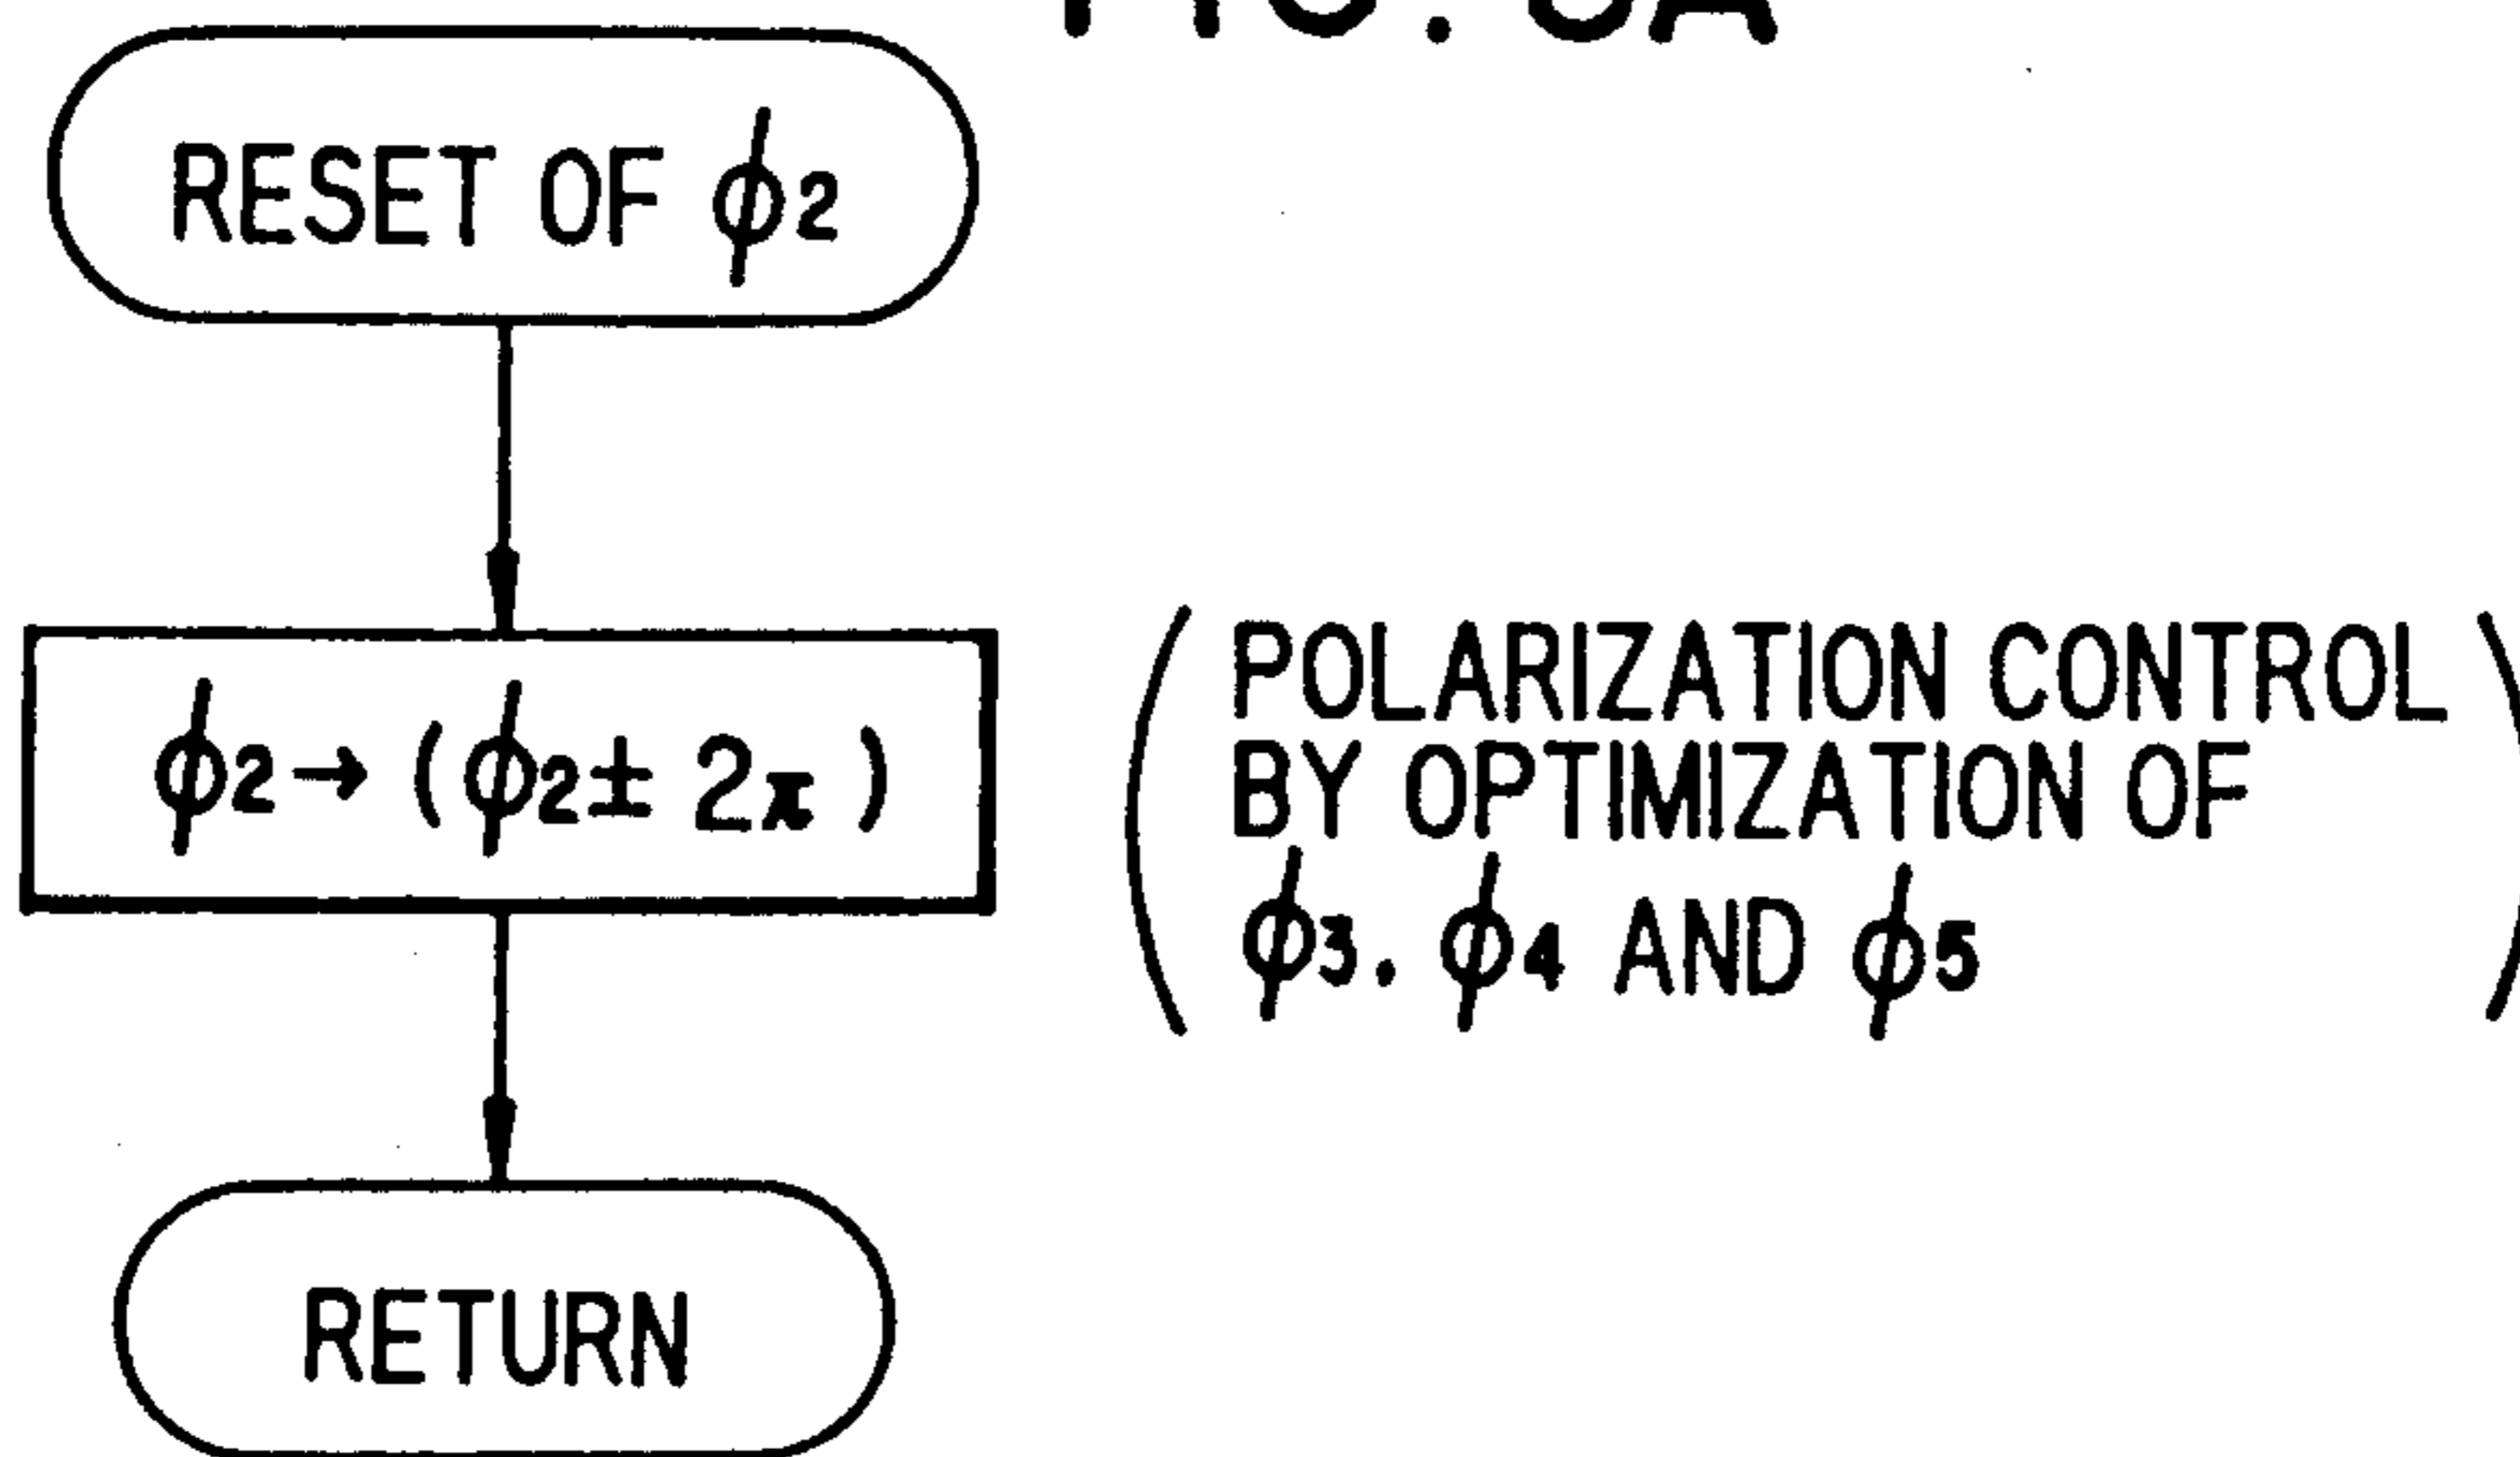 RESET OF ϕ2
ϕ2→(ϕ2± 2π)
(POLARIZATION CONTROL
BY OPTIMIZATION OF
ϕ3. ϕ4 AND ϕ5)
RETURN